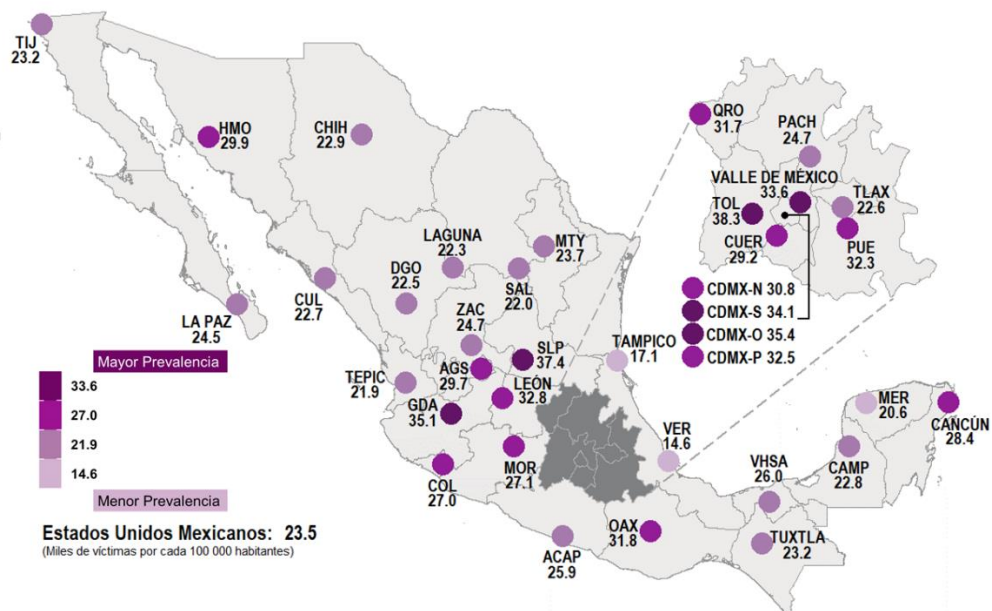 TIJ
23.2
HMO
29.9
CHIH
22.9
LAGUNA
22.3
MTY
23.7
DGO
22.5
SAL
22.0
CUL
22.7
LA PAZ
24.5
ZAC
24.7
SLP
37.4
TAMPICO
17.1
AGS
29.7
LEÓN
32.8
TEPIC
21.9
GDA
35.1
COL
27.0
MOR
27.1
VER
14.6
ACAP
25.9
OAX
31.8
VHSA
26.0
TUXTLA
23.2
MER
20.6
CANCÚN
28.4
CAMP
22.8
QRO
31.7
PACH
24.7
VALLE DE MÉXICO
33.6
TOL
38.3
TLAX
22.6
CUER
29.2
PUE
32.3
CDMX-N 30.8
CDMX-S 34.1
CDMX-O 35.4
CDMX-P 32.5
Mayor Prevalencia
33.6
27.0
21.9
14.6
Menor Prevalencia
Estados Unidos Mexicanos: 23.5
(Miles de víctimas por cada 100 000 habitantes)